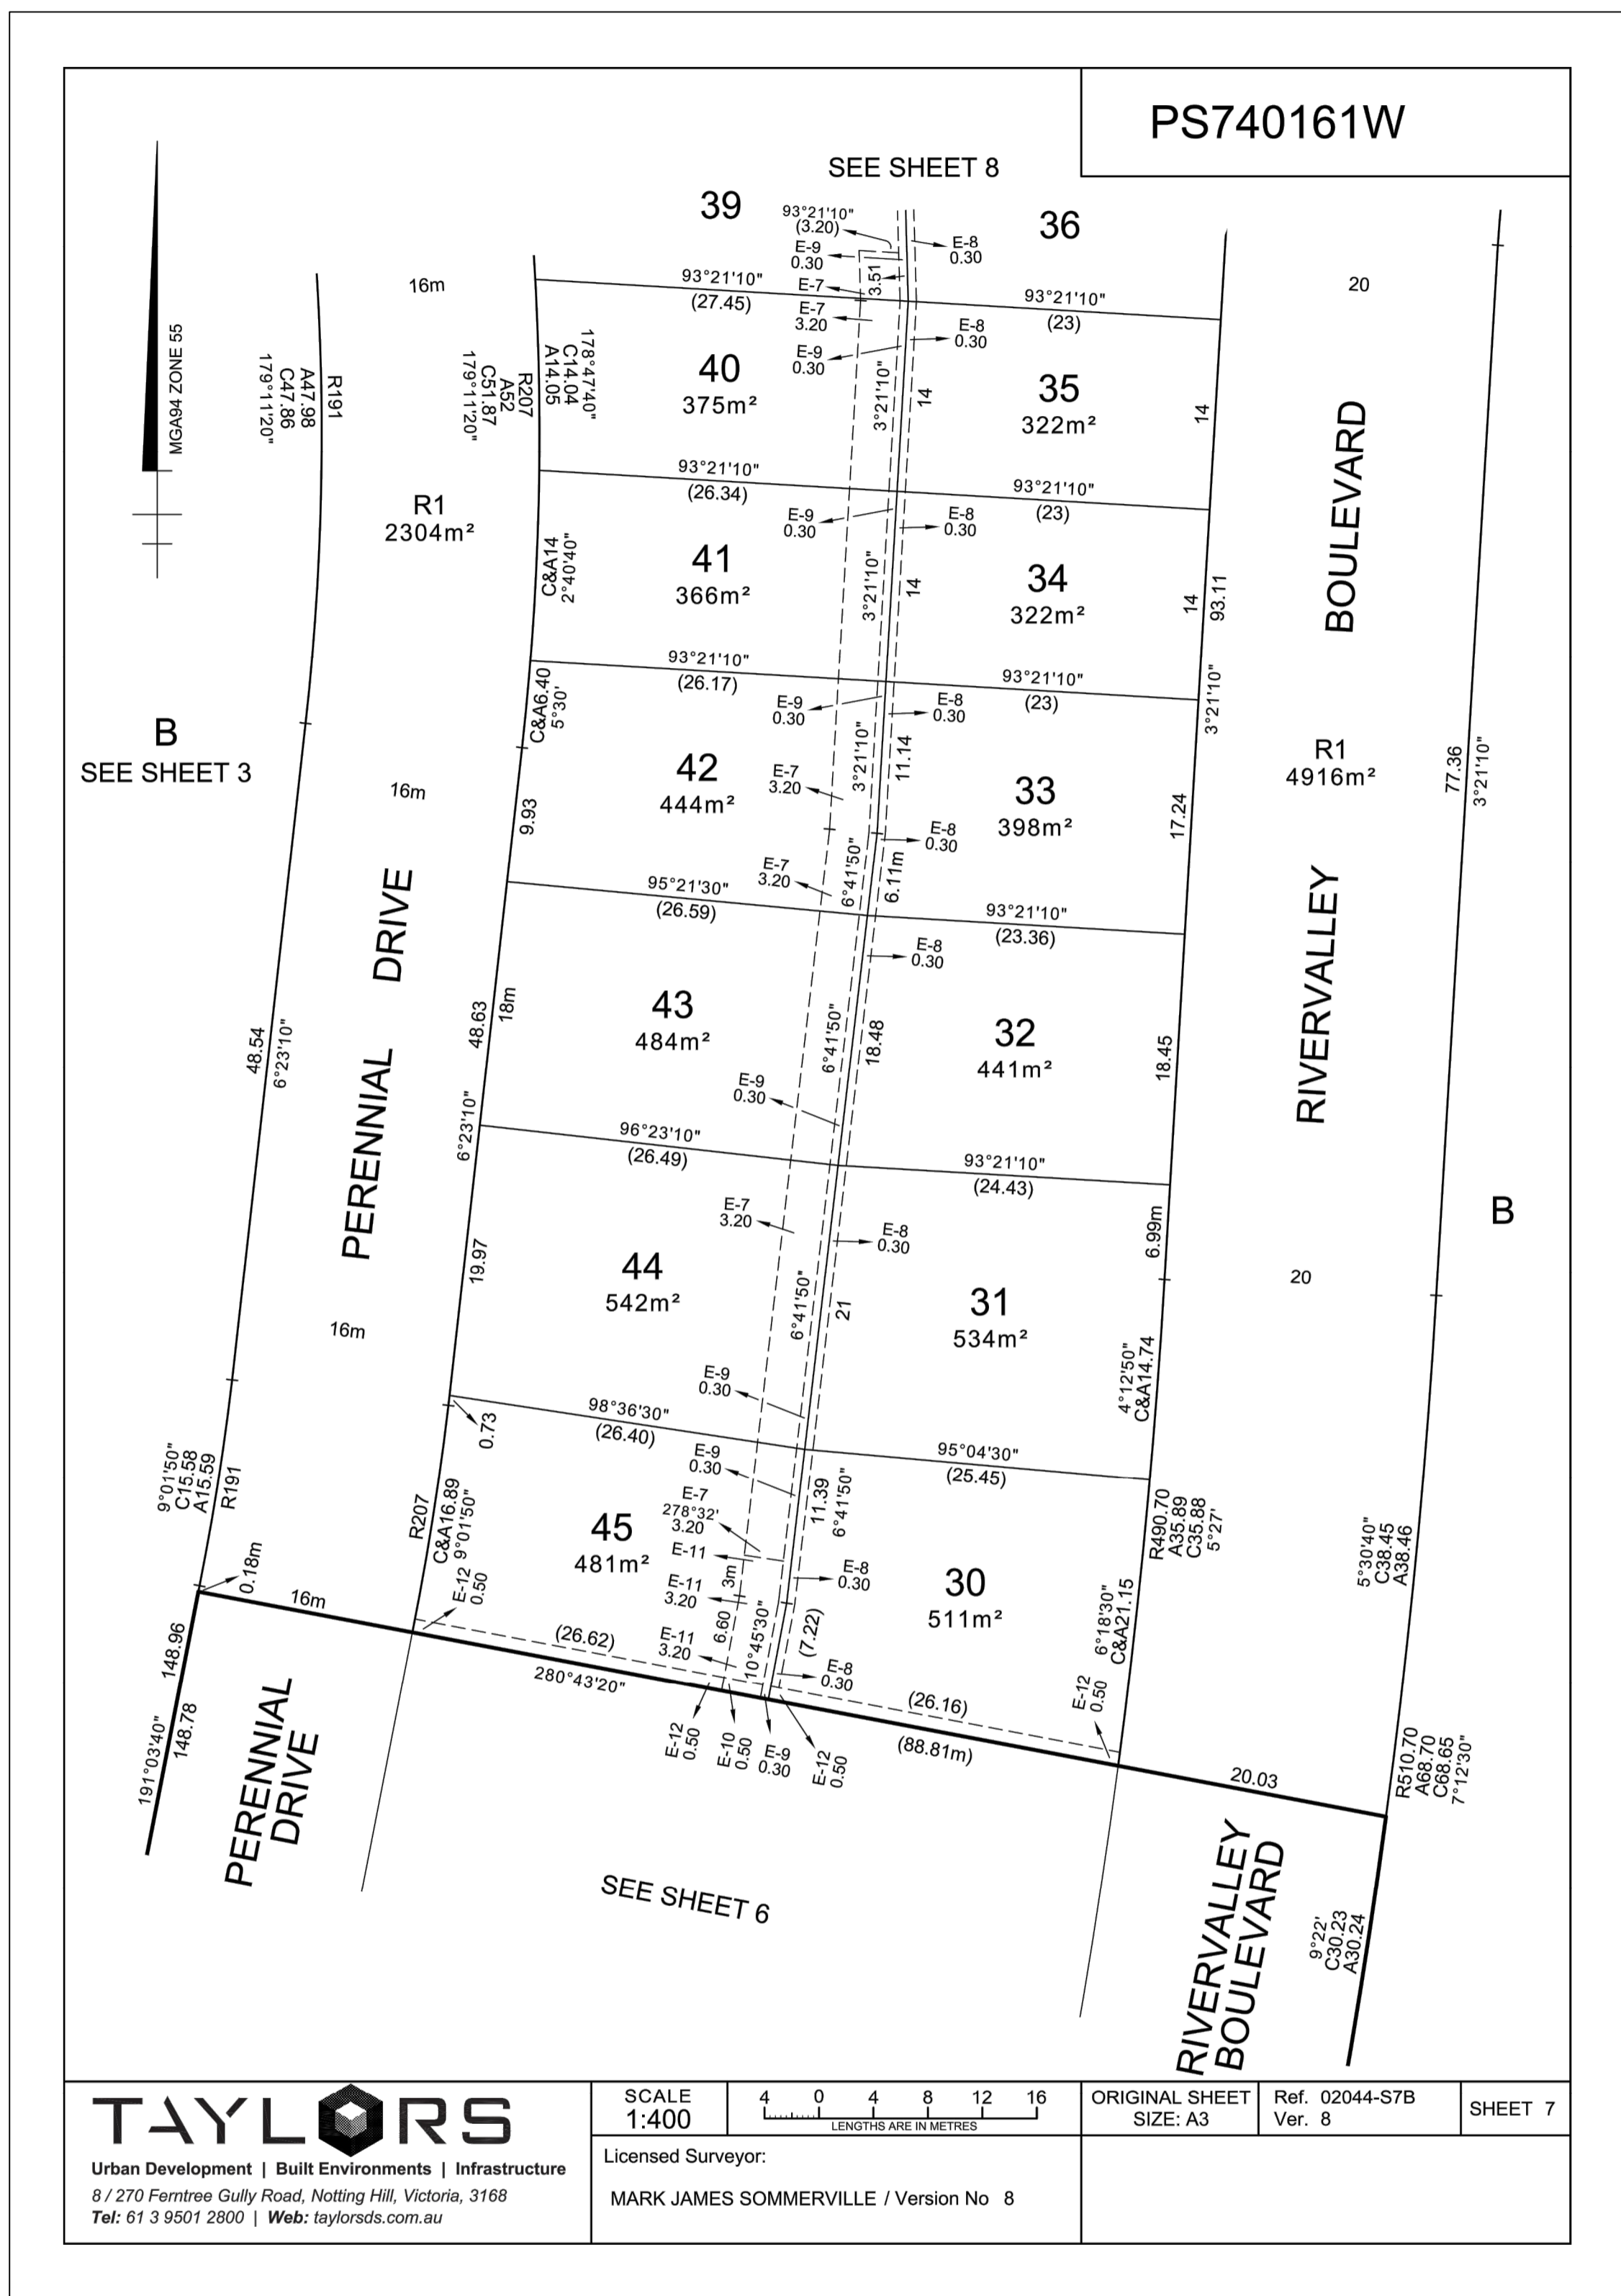 PS740161W
SEE SHEET 8
39
93°21'10"
(3.20)
E-9
0.30
E-8
0.30
36
3.51
E-7
MGA94 ZONE 55
16m
93°21'10"
(27.45)
93°21'10"
(23)
20
R191
A47.98
C47.86
179°11'20"
R207
A52
C51.87
179°11'20"
178°47'40"
C14.04
A14.05
E-7
3.20
E-9
0.30
E-8
0.30
40
375m²
3°21'10"
14
35
322m²
14
93°21'10"
(26.34)
93°21'10"
(23)
R1
2304m²
E-9
0.30
E-8
0.30
C&A14
2°40'40"
41
366m²
3°21'10"
14
34
322m²
14
93.11
3°21'10"
BOULEVARD
93°21'10"
(26.17)
93°21'10"
(23)
B
SEE SHEET 3
C&A6.40
5°30'
E-9
0.30
E-8
0.30
16m
9.93
42
444m²
E-7
3.20
3°21'10"
11.14
33
398m²
17.24
R1
4916m²
77.36
3°21'10"
E-8
0.30
E-7
3.20
6°41'50"
6.11m
95°21'30"
(26.59)
93°21'10"
(23.36)
E-8
0.30
PERENNIAL DRIVE
RIVERVALLEY
48.54
6°23'10"
48.63
6°23'10"
18m
43
484m²
6°41'50"
18.48
32
441m²
18.45
E-9
0.30
96°23'10"
(26.49)
93°21'10"
(24.43)
B
E-7
3.20
E-8
0.30
6.99m
19.97
44
542m²
6°41'50"
21
31
534m²
20
16m
4°12'50"
C&A14.74
E-9
0.30
98°36'30"
(26.40)
0.73
95°04'30"
(25.45)
9°01'50"
C15.58
A15.59
R191
R207
C&A16.89
9°01'50"
E-9
0.30
E-7
278°32'
3.20
11.39
6°41'50"
R490.70
A35.89
C35.88
5°27'
5°30'40"
C38.45
A38.46
45
481m²
E-11
3m
E-11
3.20
E-8
0.30
30
511m²
0.18m
16m
E-12
0.50
6.60
10°45'30"
(7.22)
6°18'30"
C&A21.15
(26.62)
E-11
3.20
E-8
0.30
280°43'20"
(26.16)
E-12
0.50
148.96
191°03'40"
148.78
E-12
0.50
E-10
0.50
E-9
0.30
E-12
0.50
(88.81m)
20.03
R510.70
A68.70
C68.65
7°12'30"
PERENNIAL
DRIVE
SEE SHEET 6
RIVERVALLEY
BOULEVARD
9°22'
C30.23
A30.24
TAYLORS
Urban Development | Built Environments | Infrastructure
8 / 270 Ferntree Gully Road, Notting Hill, Victoria, 3168
Tel: 61 3 9501 2800 | Web: taylorsds.com.au
SCALE
1:400
4 0 4 8 12 16
LENGTHS ARE IN METRES
ORIGINAL SHEET
SIZE: A3
Ref. 02044-S7B
Ver. 8
SHEET 7
Licensed Surveyor:
MARK JAMES SOMMERVILLE / Version No 8